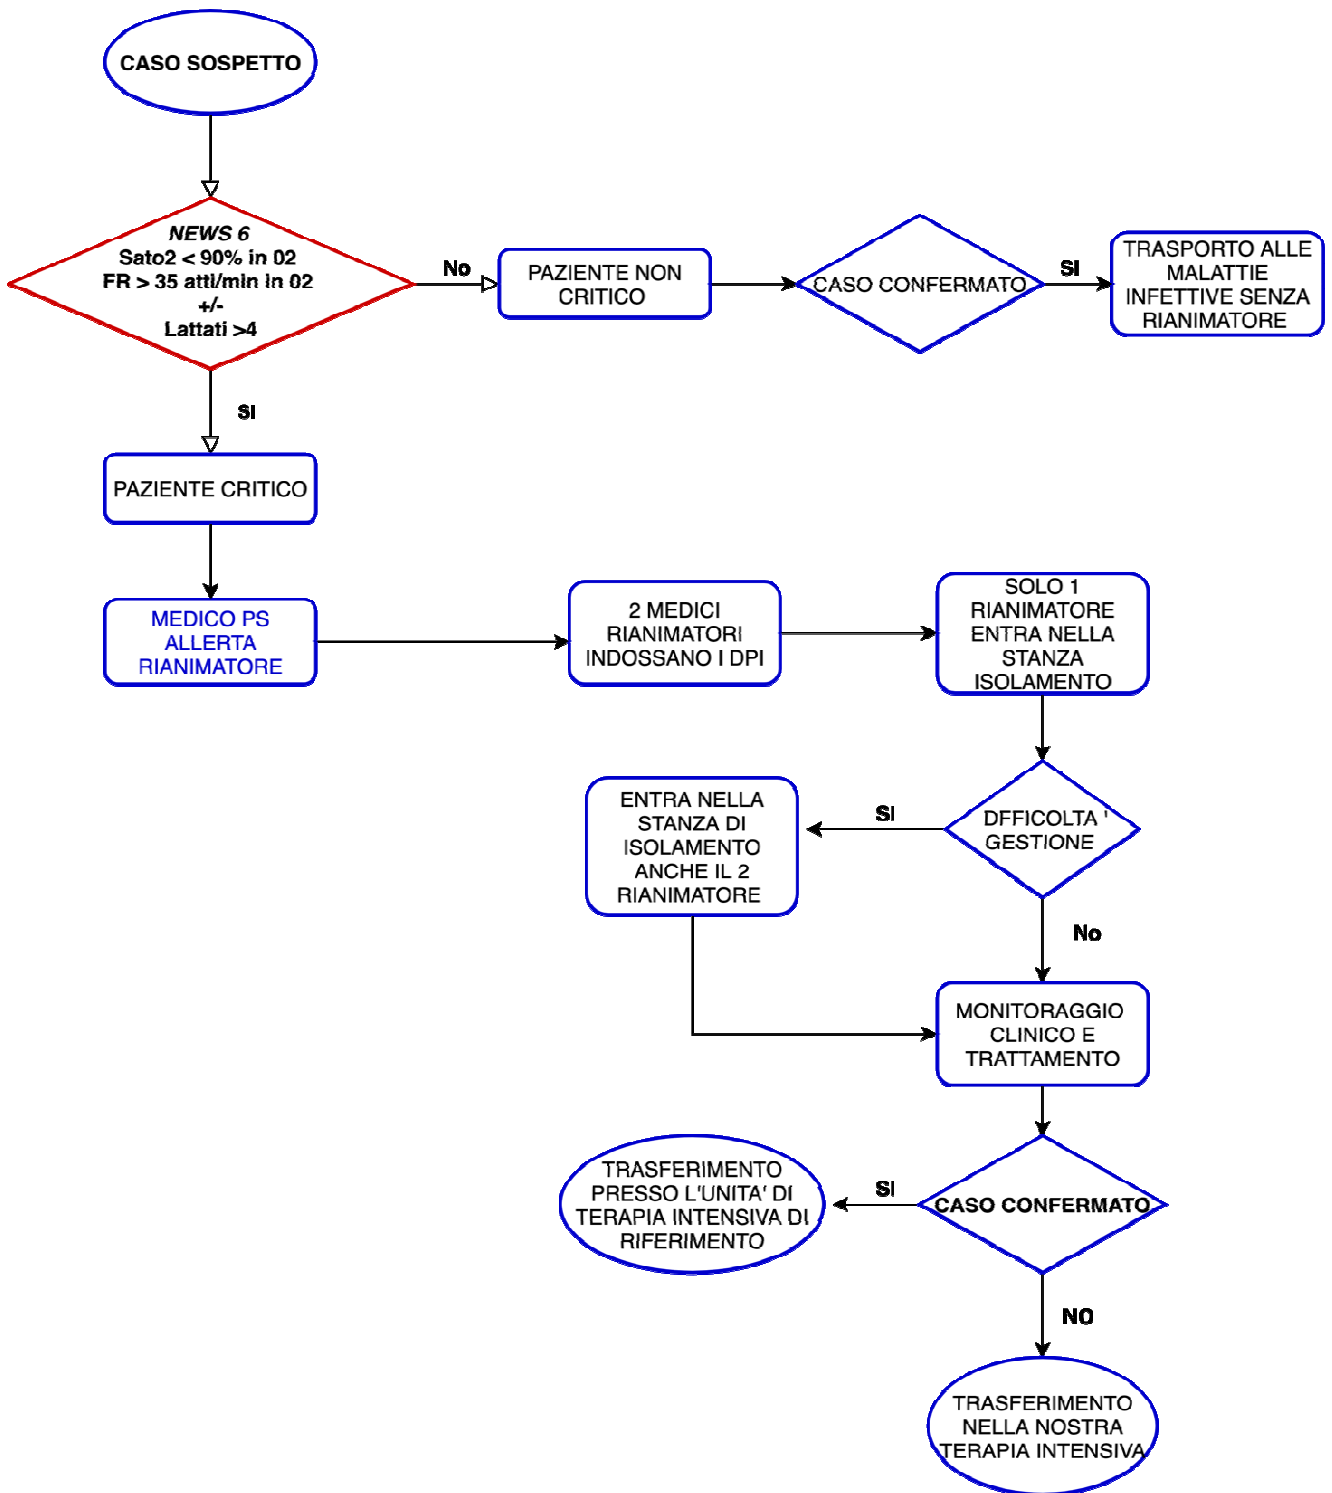 CASO SOSPETTO
NEWS 6
Sato2 < 90% in 02
FR > 35 atti/min in 02
+/-
Lattati >4
No
PAZIENTE NON
CRITICO
CASO CONFERMATO
SI
TRASPORTO ALLE
MALATTIE
INFETTIVE SENZA
RIANIMATORE
SI
PAZIENTE CRITICO
MEDICO PS
ALLERTA
RIANIMATORE
2 MEDICI
RIANIMATORI
INDOSSANO I DPI
SOLO 1
RIANIMATORE
ENTRA NELLA
STANZA
ISOLAMENTO
DFFICOLTA '
GESTIONE
SI
ENTRA NELLA
STANZA DI
ISOLAMENTO
ANCHE IL 2
RIANIMATORE
No
MONITORAGGIO
CLINICO E
TRATTAMENTO
CASO CONFERMATO
SI
TRASFERIMENTO
PRESSO L'UNITA' DI
TERAPIA INTENSIVA DI
RIFERIMENTO
NO
TRASFERIMENTO
NELLA NOSTRA
TERAPIA INTENSIVA